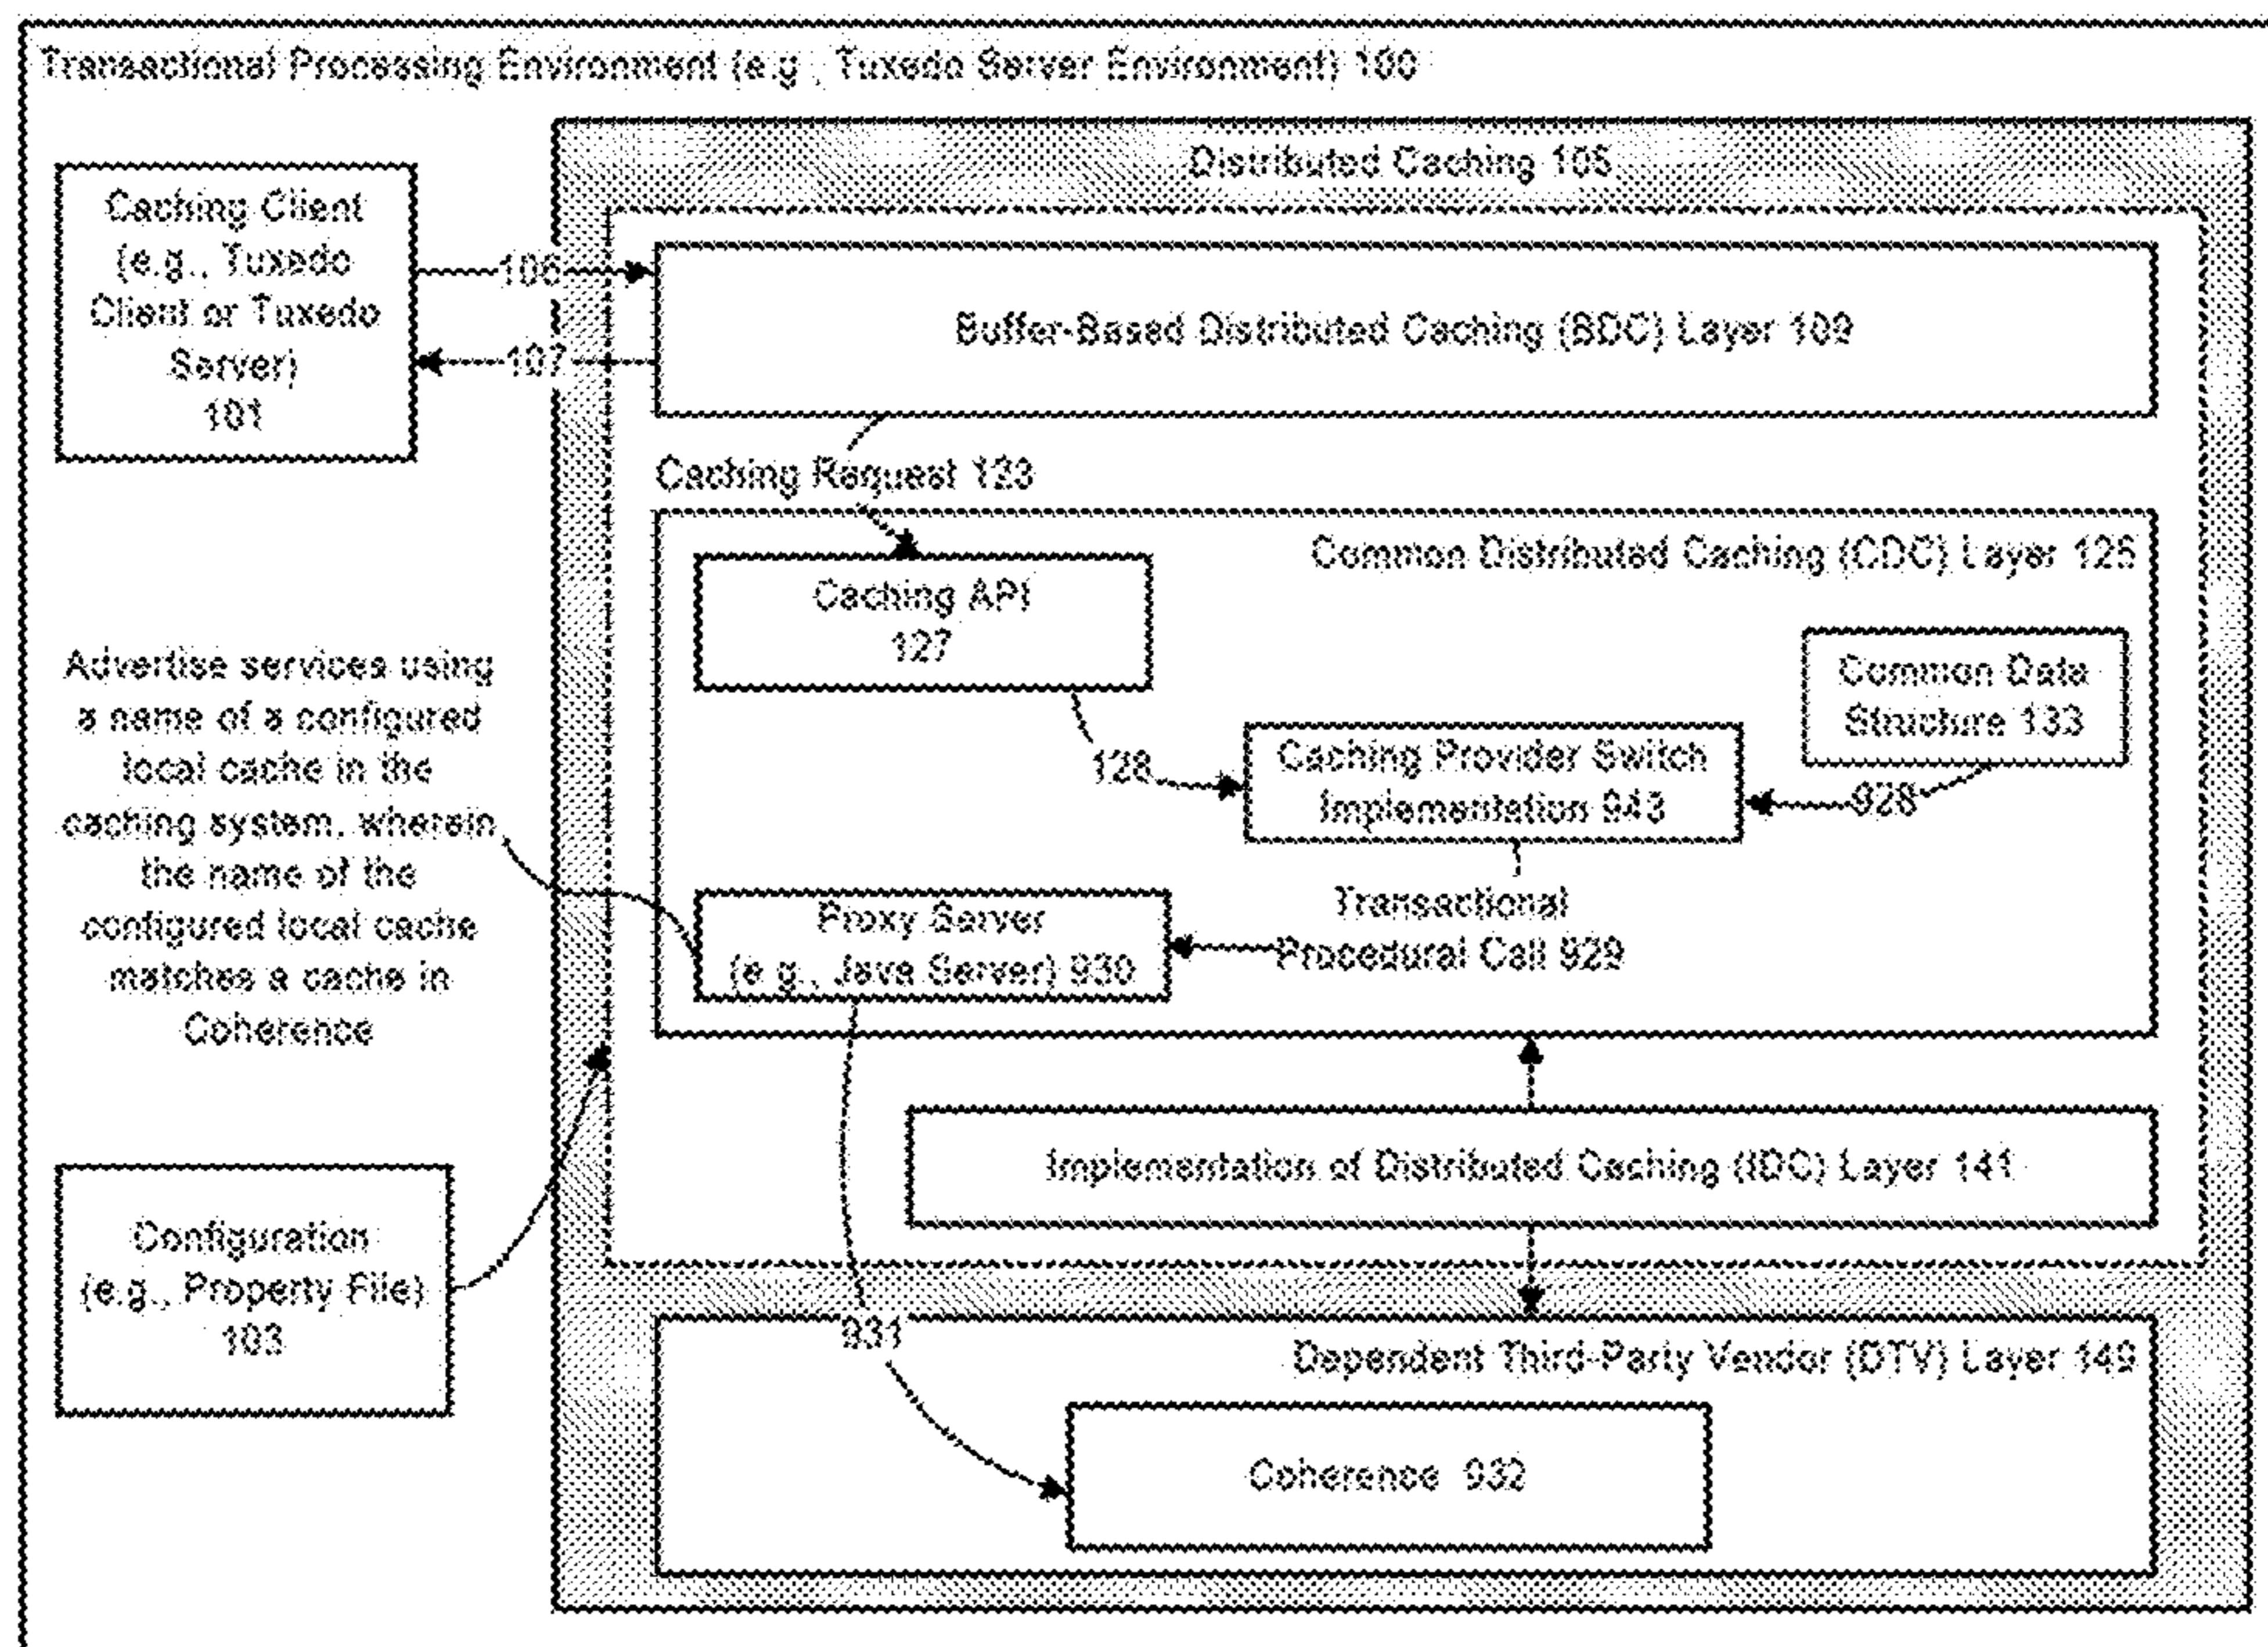 Transactional Processing Environment (e.g., Tuxedo Server Environment) 100
Distributed Caching 105
Caching Client
(e.g., Tuxedo
Client or Tuxedo
Server)
101
106
107
Buffer-Based Distributed Caching (BDC) Layer 109
Caching Request 123
Common Distributed Caching (CDC) Layer 125
Caching API
127
Common Data
Structure 133
128
Caching Provider Switch
Implementation 943
928
Advertise services using
a name of a configured
local cache in the
caching system, wherein
the name of the
configured local cache
matches a cache in
Coherence
Proxy Server
(e.g., Java Server) 930
Transactional
Procedural Call 929
Implementation of Distributed Caching (IDC) Layer 141
Configuration
(e.g., Property File)
103
931
Dependent Third-Party Vendor (DTV) Layer 149
Coherence 932